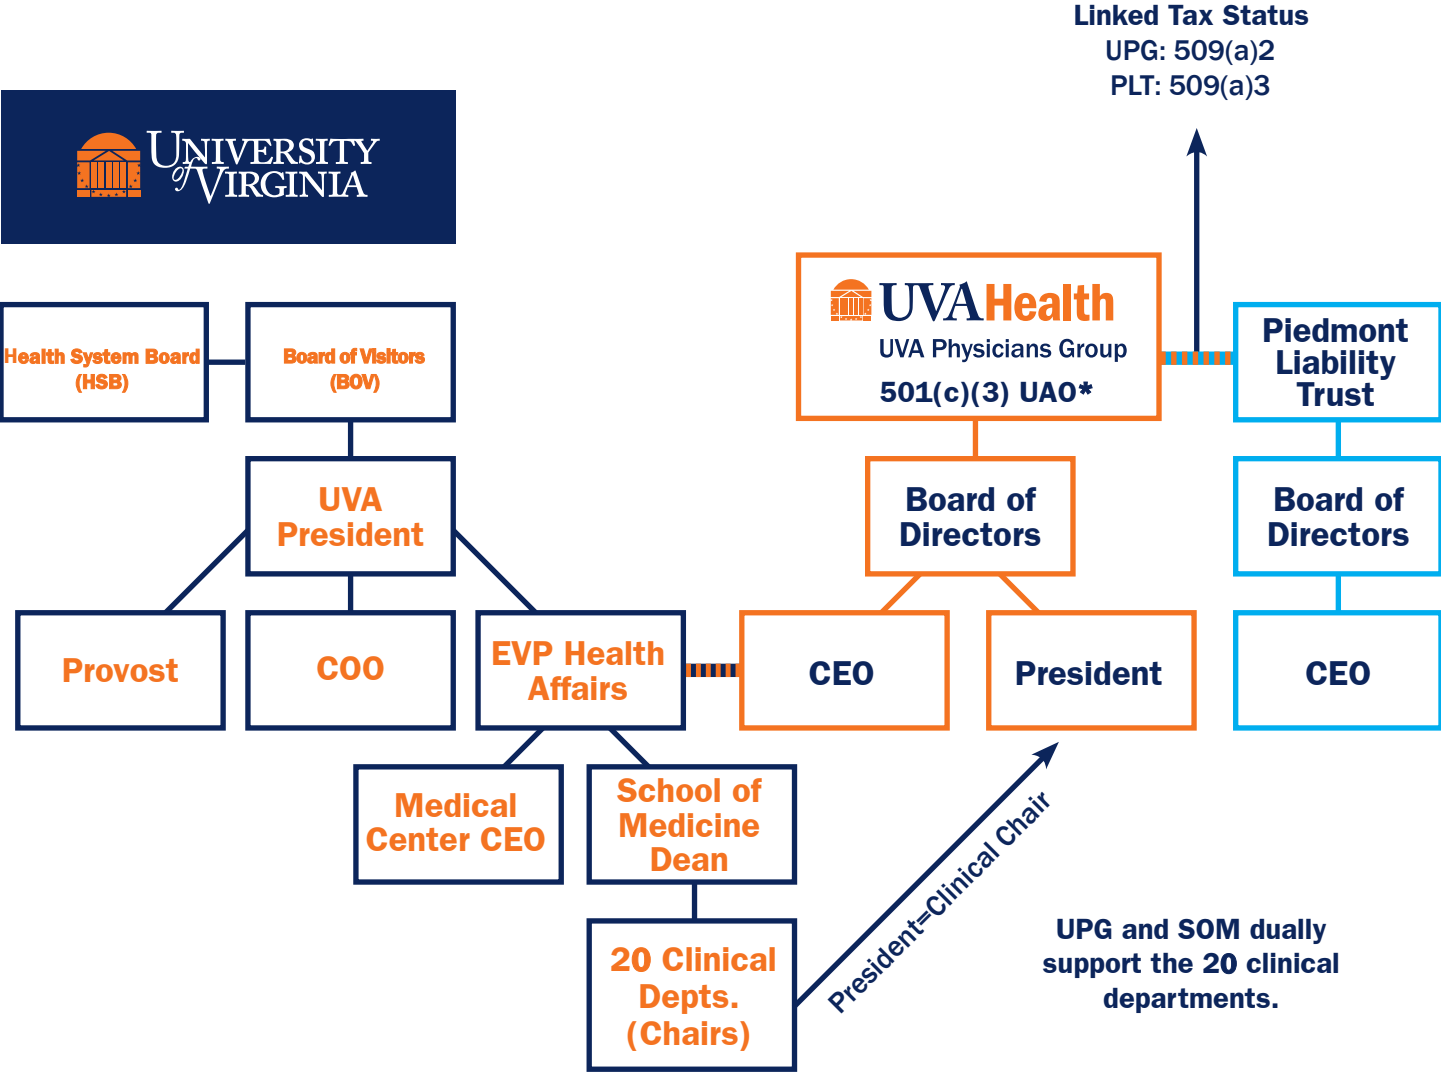 Linked Tax Status
UPG: 509(a)2
PLT: 509(a)3
UNIVERSITY
of VIRGINIA
Health System Board
(HSB)
Board of Visitors
(BOV)
UVA Health
UVA Physicians Group
501(c)(3) UAO*
Piedmont
Liability
Trust
UVA
President
Board of
Directors
Board of
Directors
Provost
COO
EVP Health
Affairs
CEO
President
CEO
Medical
Center CEO
School of
Medicine
Dean
20 Clinical
Depts.
(Chairs)
President=Clinical Chair
UPG and SOM dually
support the 20 clinical
departments.